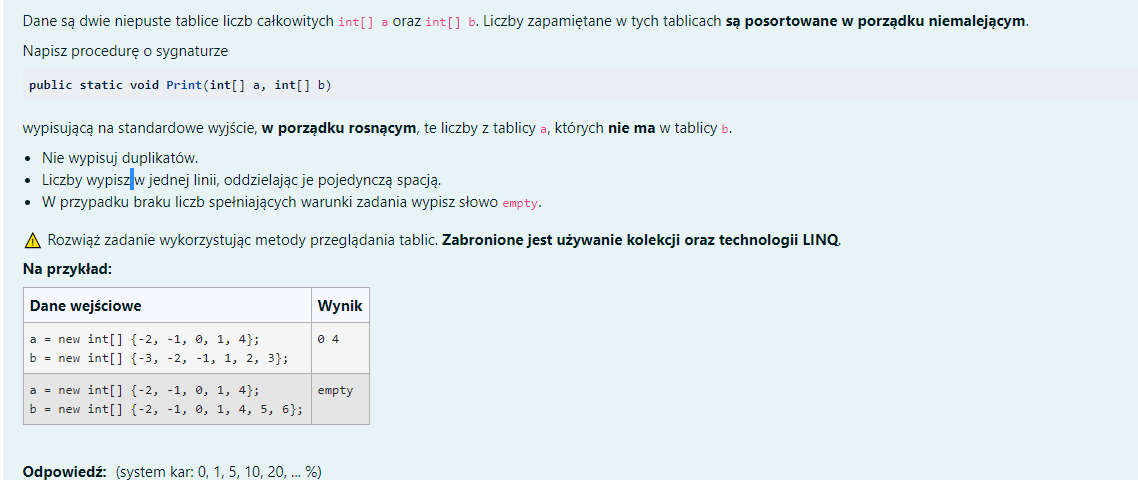 Dane są dwie niepuste tablice liczb całkowitych int[] a oraz int[] b. Liczby zapamiętane w tych tablicach są posortowane w porządku niemalejącym.
Napisz procedurę o sygnaturze
public static void Print(int[] a, int[] b)
wypisującą na standardowe wyjście, w porządku rosnącym, te liczby z tablicy a, których nie ma w tablicy b.
• Nie wypisuj duplikatów.
• Liczby wypisz w jednej linii, oddzielając je pojedynczą spacją.
• W przypadku braku liczb spełniających warunki zadania wypisz słowo empty.
⚠ Rozwiąż zadanie wykorzystując metody przeglądania tablic. Zabronione jest używanie kolekcji oraz technologii LINQ.
Na przykład:
Dane wejściowe Wynik
a = new int[] {-2, -1, 0, 1, 4}; 0 4
b = new int[] {-3, -2, -1, 1, 2, 3};
a = new int[] {-2, -1, 0, 1, 4}; empty
b = new int[] {-2, -1, 0, 1, 4, 5, 6};
Odpowiedź: (system kar: 0, 1, 5, 10, 20, ... %)